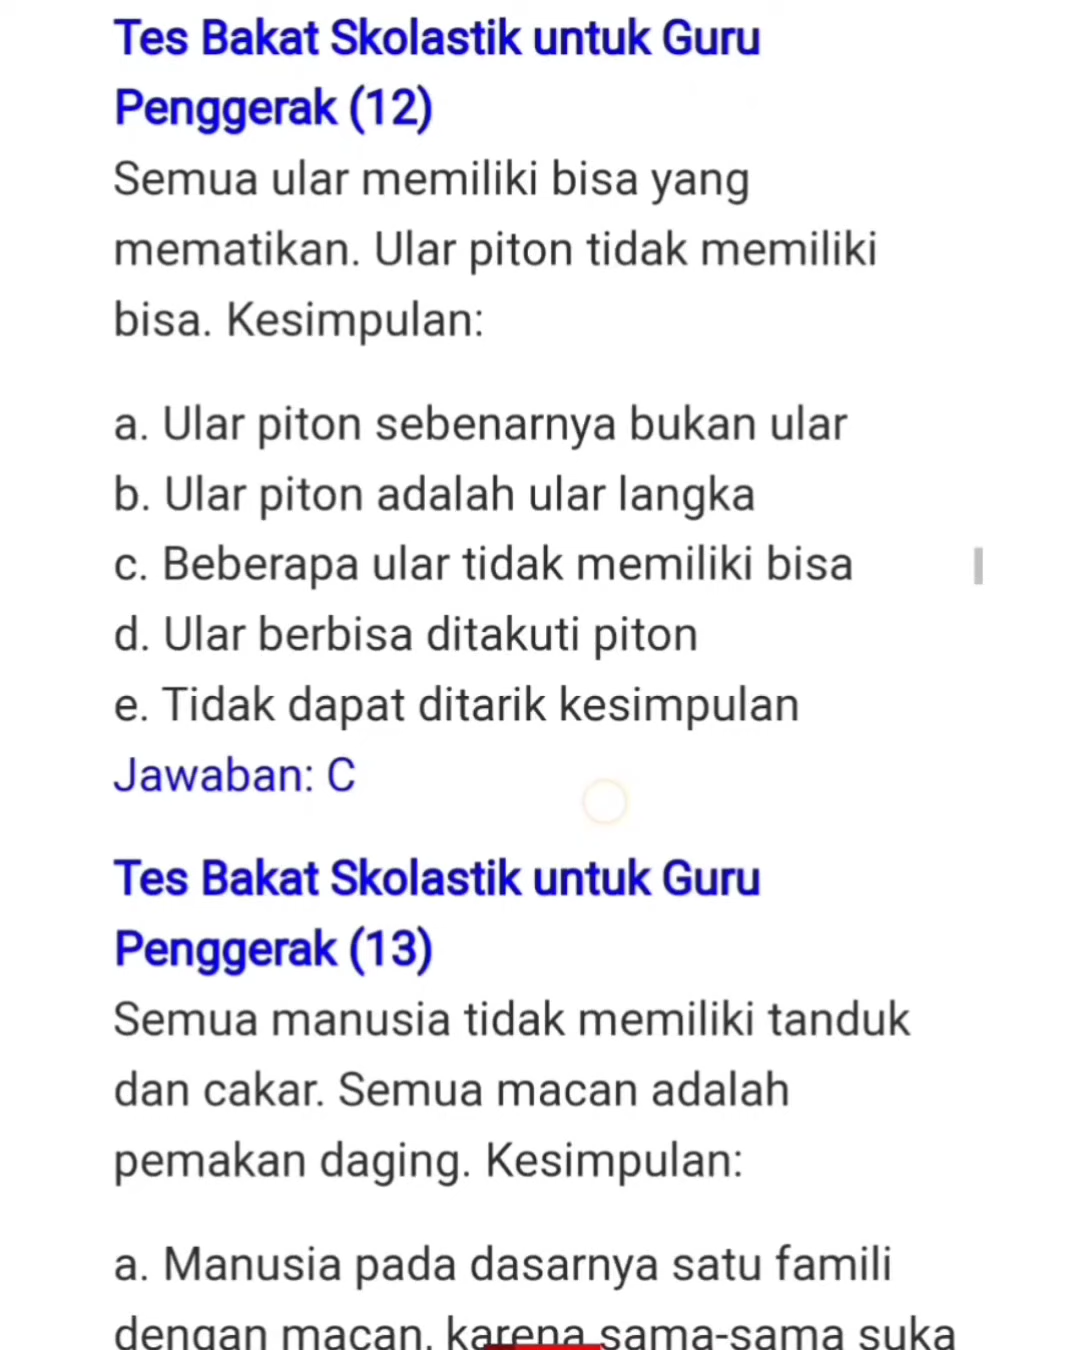 Tes Bakat Skolastik untuk Guru
Penggerak (12)
Semua ular memiliki bisa yang
mematikan. Ular piton tidak memiliki
bisa. Kesimpulan:
a. Ular piton sebenarnya bukan ular
b. Ular piton adalah ular langka
c. Beberapa ular tidak memiliki bisa
d. Ular berbisa ditakuti piton
e. Tidak dapat ditarik kesimpulan
Jawaban: C
Tes Bakat Skolastik untuk Guru
Penggerak (13)
Semua manusia tidak memiliki tanduk
dan cakar. Semua macan adalah
pemakan daging. Kesimpulan:
a. Manusia pada dasarnya satu famili
dengan macan, karena sama-sama suka